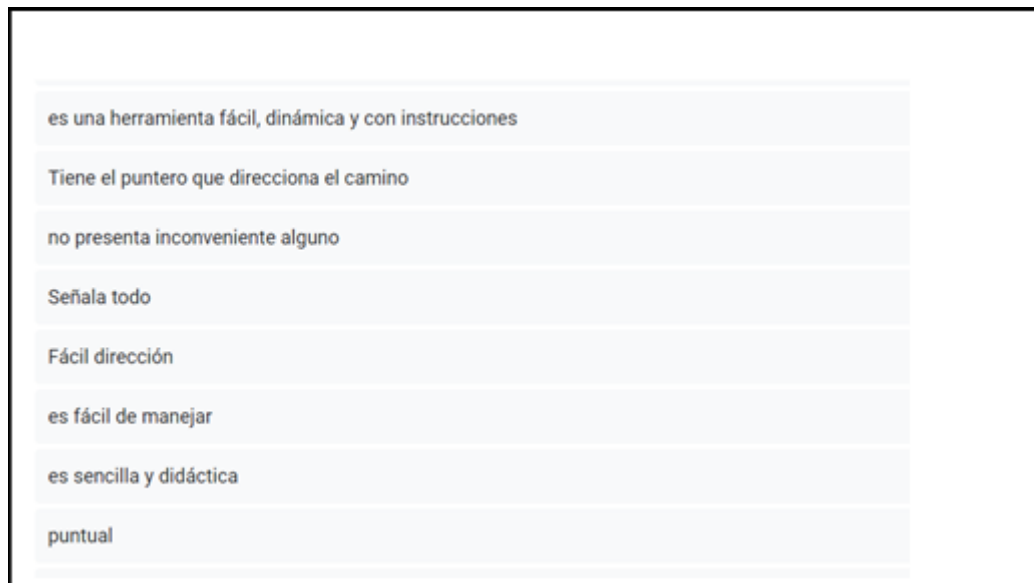 es una herramienta fácil, dinámica y con instrucciones
Tiene el puntero que direcciona el camino
no presenta inconveniente alguno
Señala todo
Fácil dirección
es fácil de manejar
es sencilla y didáctica
puntual